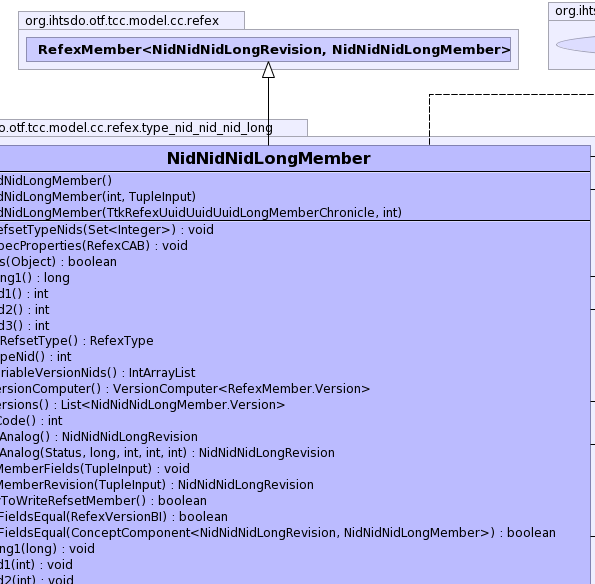 org.ihtsdo.otf.tcc.model.cc.refex
org.ihts
RefexMember<NidNidNidLongRevision, NidNidNidLongMember>
o.otf.tcc.model.cc.refex.type_nid_nid_nid_long
NidNidNidLongMember
dNidLongMember()
dNidLongMember(int, TupleInput)
dNidLongMember(TtkRefexUuidUuidUuidLongMemberChronicle, int)
efsetTypeNids(Set<Integer>) : void
pecProperties(RefexCAB) : void
s(Object) : boolean
ng1() : long
d1() : int
d2() : int
d3() : int
RefsetType() : RefexType
peNid() : int
ariableVersionNids() : IntArrayList
ersionComputer() : VersionComputer<RefexMember.Version>
ersions() : List<NidNidNidLongMember.Version>
Code() : int
Analog() : NidNidNidLongRevision
Analog(Status, long, int, int, int) : NidNidNidLongRevision
MemberFields(TupleInput) : void
MemberRevision(TupleInput) : NidNidNidLongRevision
yToWriteRefsetMember() : boolean
FieldsEqual(RefexVersionBI) : boolean
FieldsEqual(ConceptComponent<NidNidNidLongRevision, NidNidNidLongMember>) : boolean
ng1(long) : void
d1(int) : void
d2(int) : void